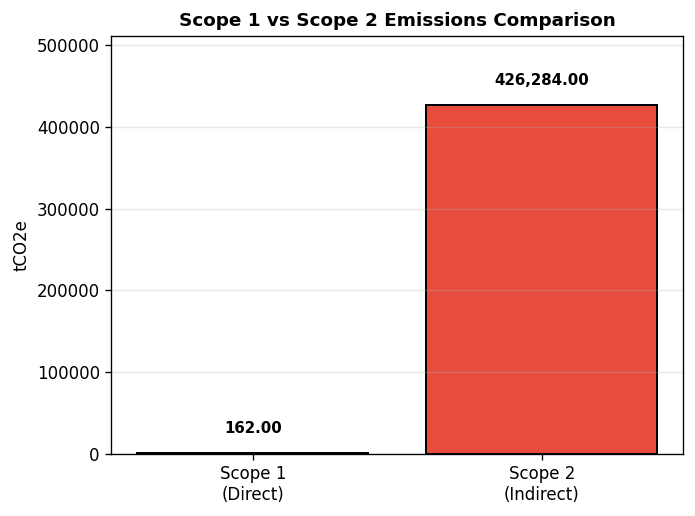 Scope 1 vs Scope 2 Emissions Comparison
500000
400000
300000
200000
100000
0
tCO2e
426,284.00
162.00
Scope 1
(Direct)
Scope 2
(Indirect)